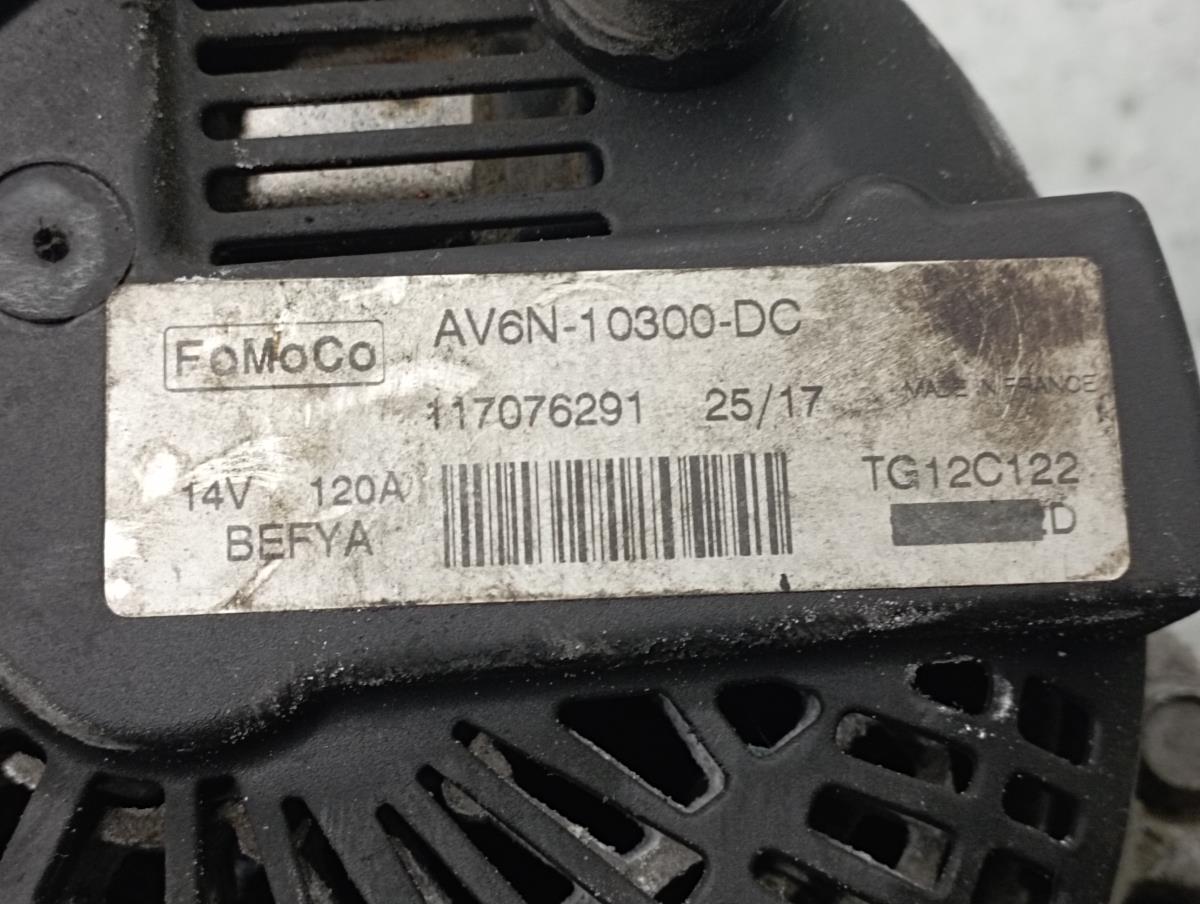 FoMoCo AV6N-10300-DC
117076291 25/17 MADE IN FRANCE
14V 120A TG12C122
BEFYA D